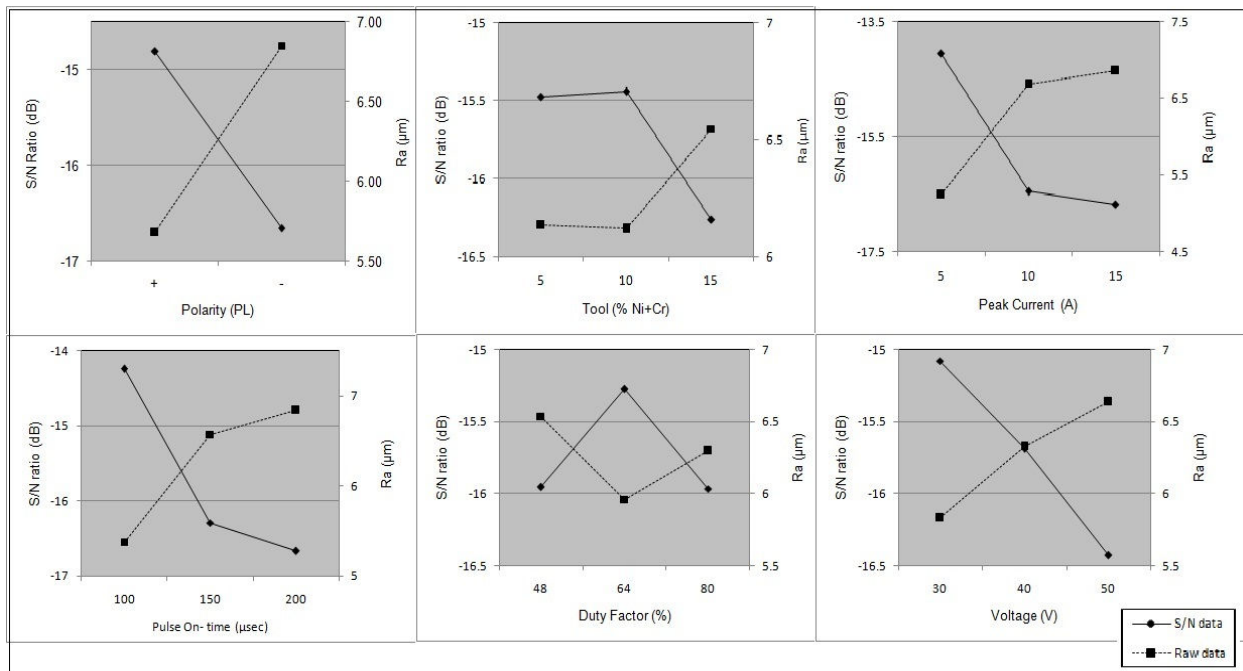 -15
-16
-17
S/N Ratio (dB)
7.00
6.50
6.00
5.50
Ra (µm)
+ -
Polarity (PL)
-15
-15.5
-16
-16.5
S/N ratio (dB)
7
6.5
6
Ra (µm)
5 10 15
Tool (% Ni+Cr)
-13.5
-15.5
-17.5
S/N ratio (dB)
7.5
6.5
5.5
4.5
Ra (µm)
5 10 15
Peak Current (A)
-14
-15
-16
-17
S/N ratio (dB)
7
6
5
Ra (µm)
100 150 200
Pulse On- time (µsec)
-15
-15.5
-16
-16.5
S/N ratio (dB)
7
6.5
6
5.5
Ra (µm)
48 64 80
Duty Factor (%)
-15
-15.5
-16
-16.5
S/N ratio (dB)
7
6.5
6
5.5
Ra (µm)
30 40 50
Voltage (V)
S/N data
Raw data